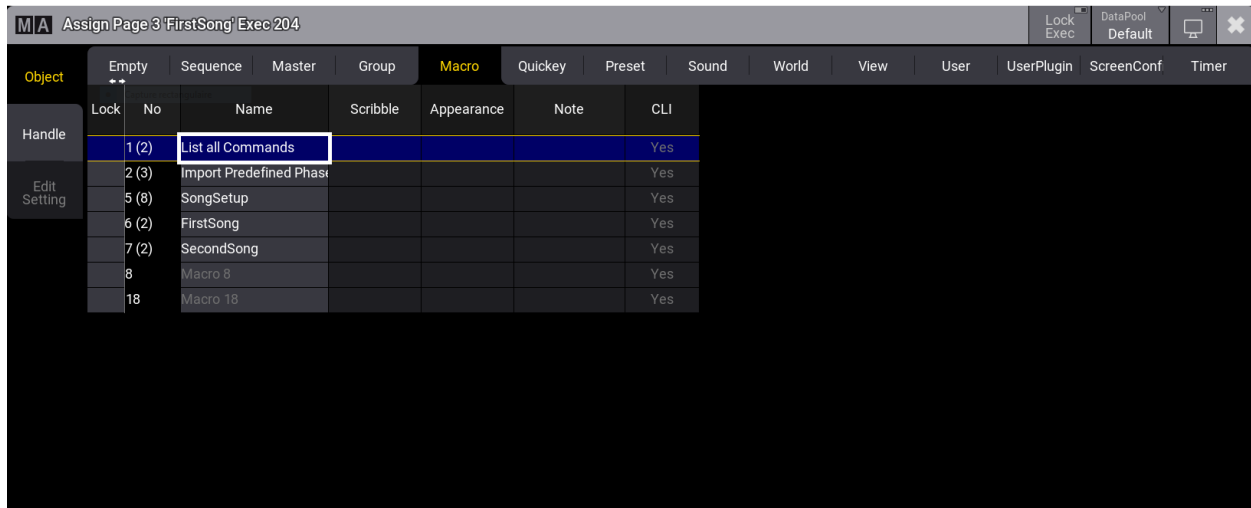 MA Assign Page 3 'FirstSong' Exec 204
Lock Exec
DataPool
Default
Object
Handle
Edit Setting
Empty Sequence Master Group Macro Quickey Preset Sound World View User UserPlugin ScreenConf Timer
Lock No Name Scribble Appearance Note CLI
1 (2) List all Commands Yes
2 (3) Import Predefined Phase Yes
5 (8) SongSetup Yes
6 (2) FirstSong Yes
7 (2) SecondSong Yes
8 Macro 8 Yes
18 Macro 18 Yes